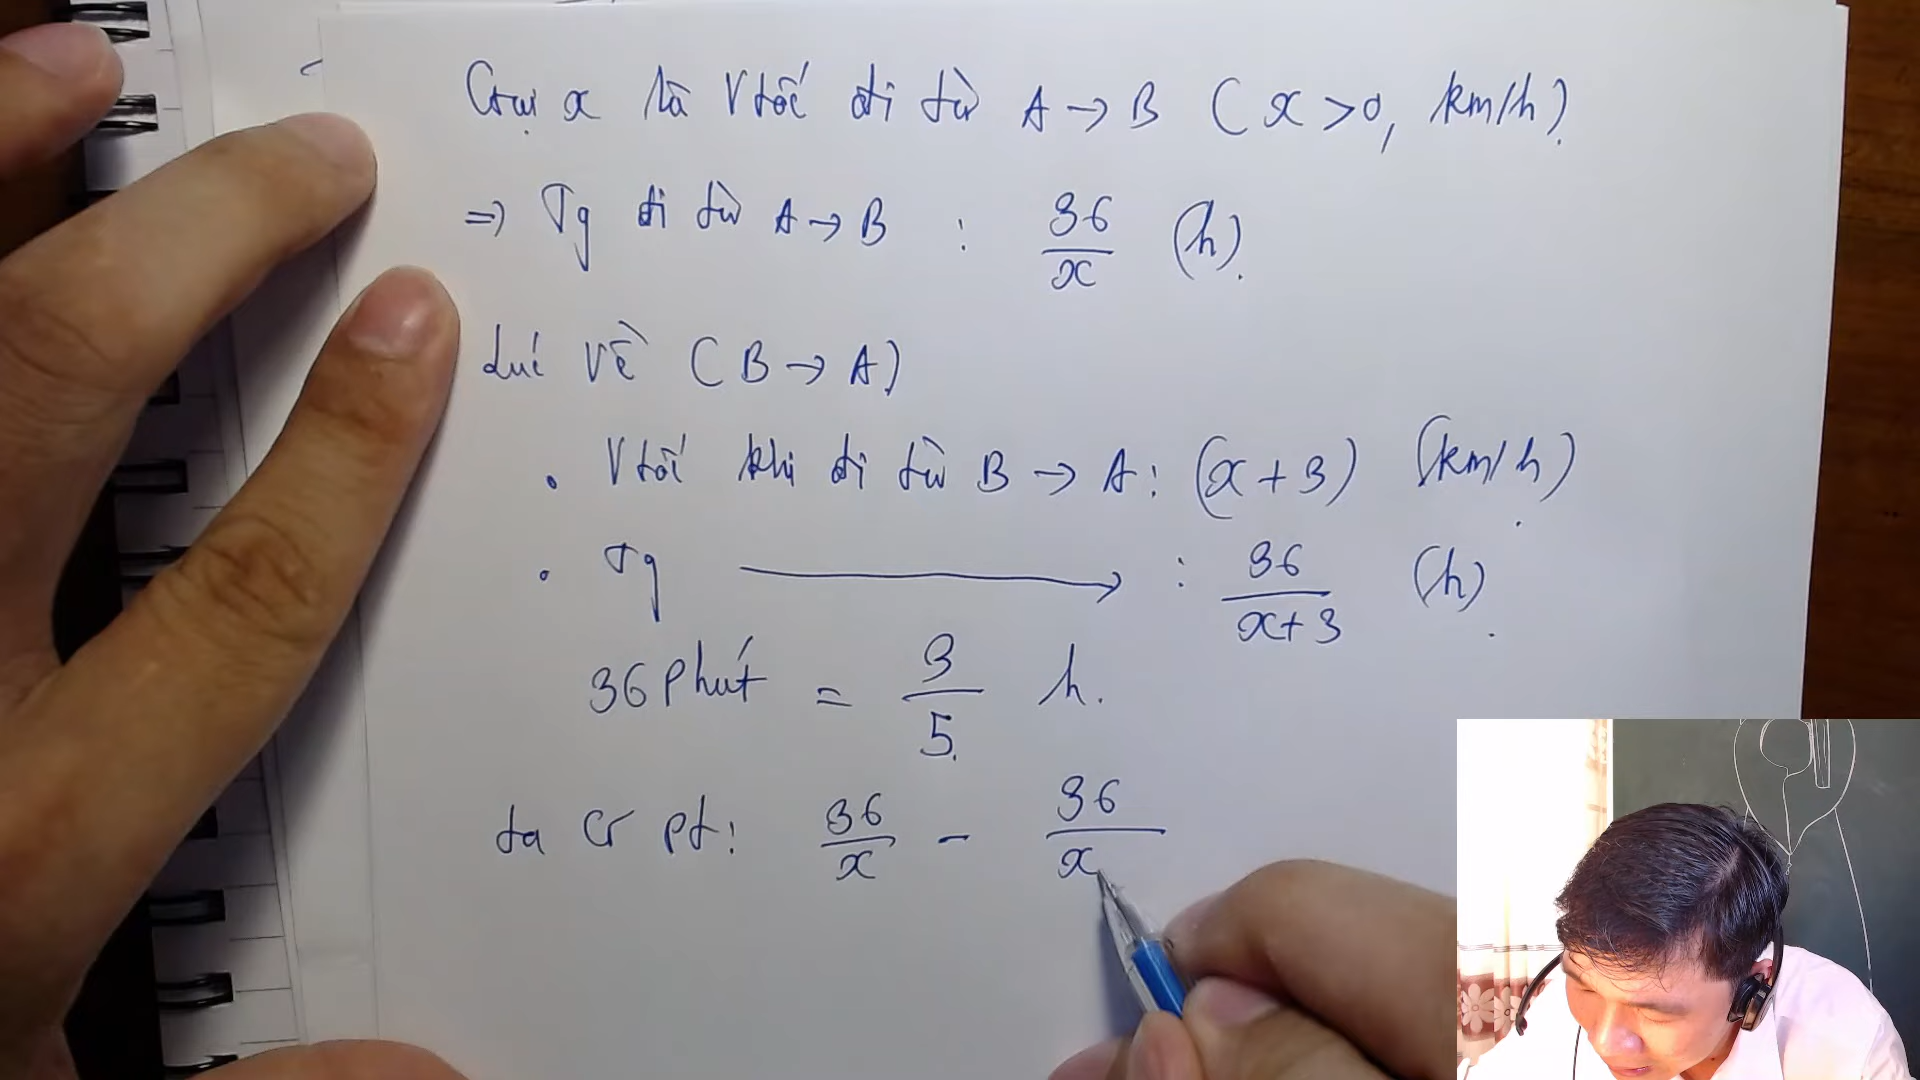 Gọi x là Vtốc đi từ A → B (x > 0, km/h).
=> Tg đi từ A → B : 36/x (h).
Lúc về (B → A)
• Vtốc khi đi từ B → A : (x + 3) (km/h).
• Tg ⟶ : 36/x+3 (h).
36 phút = 3/5 h.
ta có pt : 36/x - 36/x